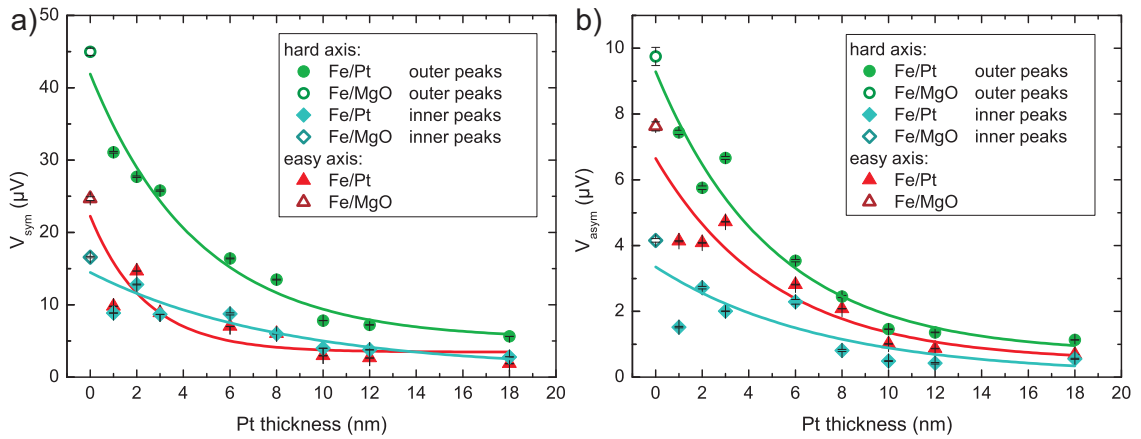 a)
50
40
30
20
10
0
V_sym (µV)
0 2 4 6 8 10 12 14 16 18 20
Pt thickness (nm)
hard axis:
Fe/Pt outer peaks
Fe/MgO outer peaks
Fe/Pt inner peaks
Fe/MgO inner peaks
easy axis:
Fe/Pt
Fe/MgO
b)
10
8
6
4
2
0
V_asym (µV)
0 2 4 6 8 10 12 14 16 18 20
Pt thickness (nm)
hard axis:
Fe/Pt outer peaks
Fe/MgO outer peaks
Fe/Pt inner peaks
Fe/MgO inner peaks
easy axis:
Fe/Pt
Fe/MgO